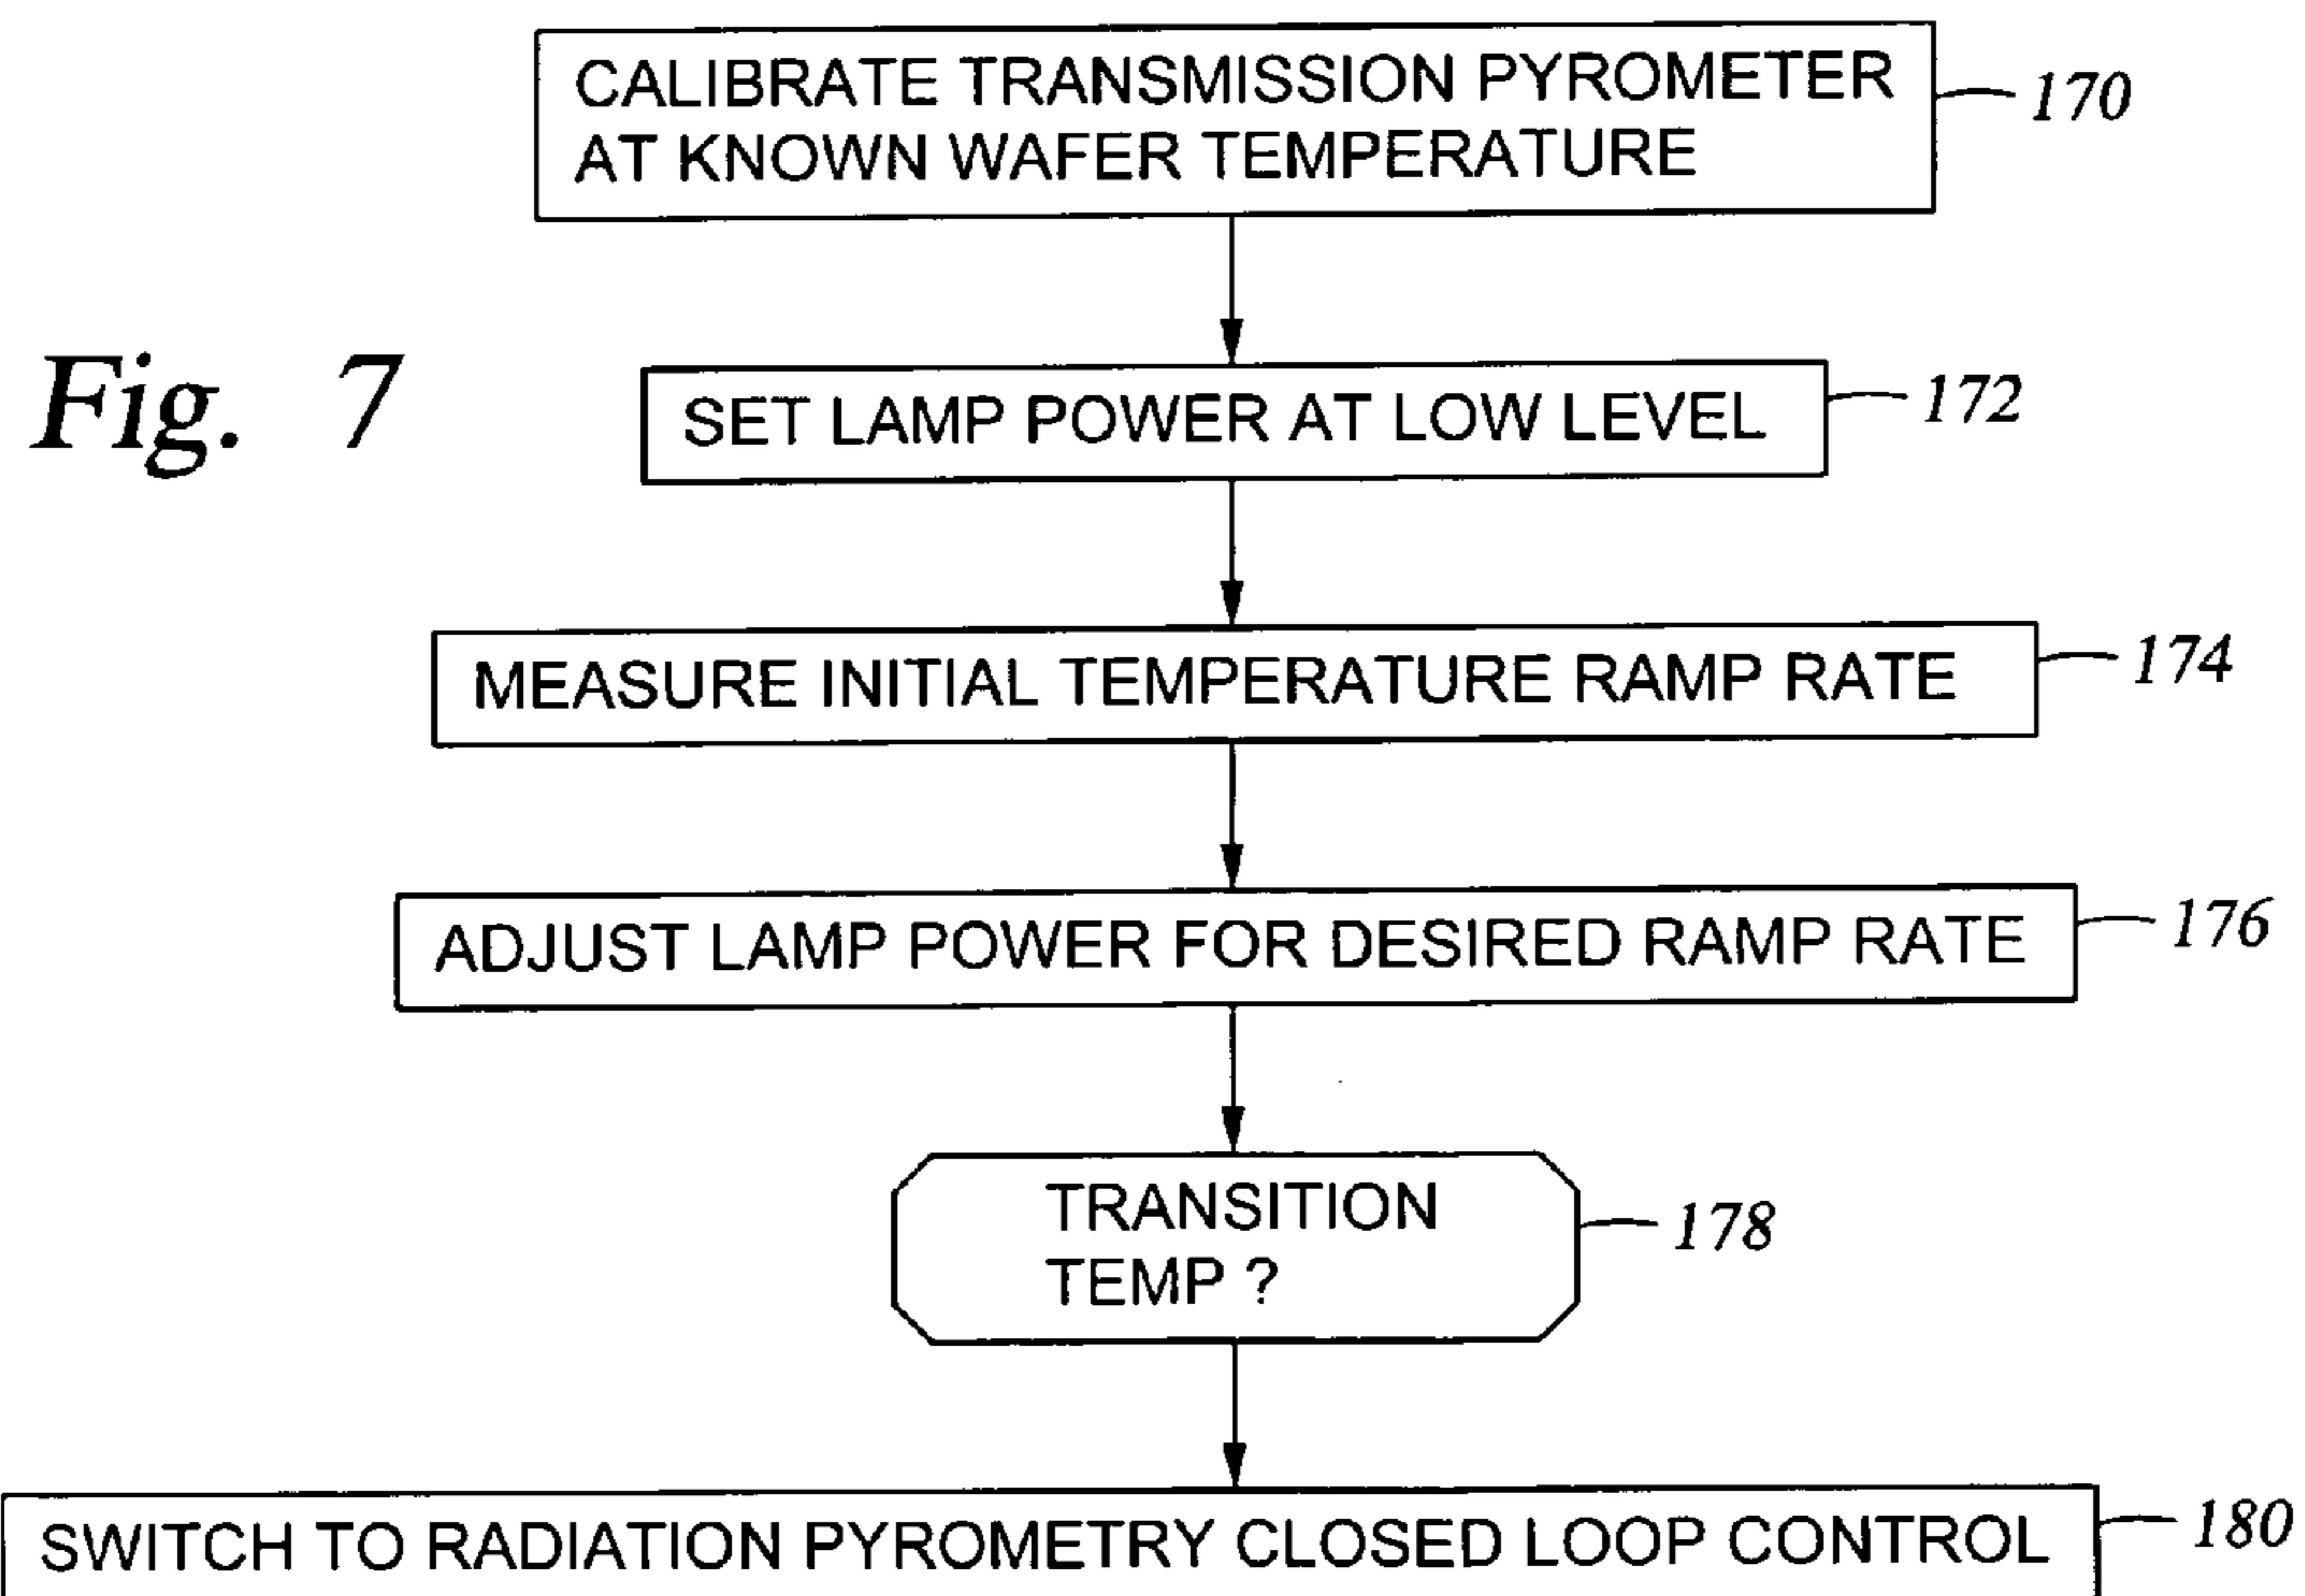 CALIBRATE TRANSMISSION PYROMETER
AT KNOWN WAFER TEMPERATURE
170
Fig. 7
SET LAMP POWER AT LOW LEVEL
172
MEASURE INITIAL TEMPERATURE RAMP RATE
174
ADJUST LAMP POWER FOR DESIRED RAMP RATE
176
TRANSITION
TEMP ?
178
SWITCH TO RADIATION PYROMETRY CLOSED LOOP CONTROL
180